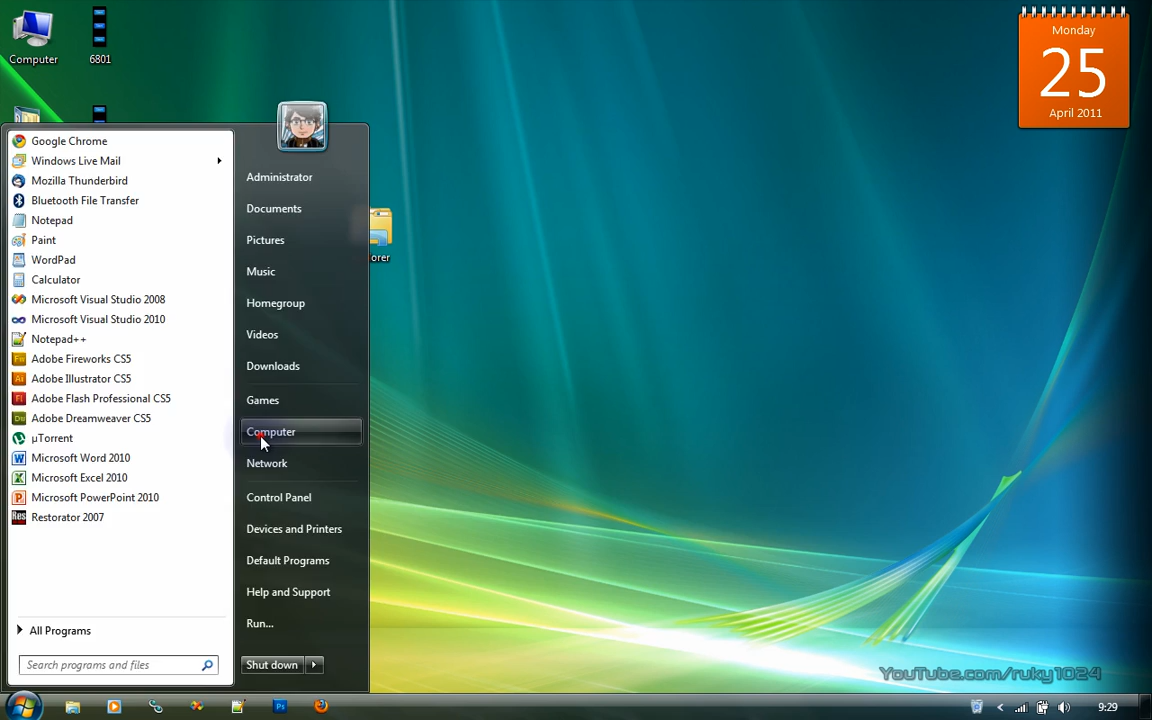 Computer
6801
Monday
25
April 2011
Google Chrome
Windows Live Mail
Mozilla Thunderbird
Bluetooth File Transfer
Notepad
Paint
WordPad
Calculator
Microsoft Visual Studio 2008
Microsoft Visual Studio 2010
Notepad++
Adobe Fireworks CS5
Adobe Illustrator CS5
Adobe Flash Professional CS5
Adobe Dreamweaver CS5
µTorrent
Microsoft Word 2010
Microsoft Excel 2010
Microsoft PowerPoint 2010
Restorator 2007
All Programs
Search programs and files
Administrator
Documents
Pictures
Music
Homegroup
Videos
Downloads
Games
Computer
Network
Control Panel
Devices and Printers
Default Programs
Help and Support
Run...
Shut down
orer
YouTube.com/ruky1024
9:29